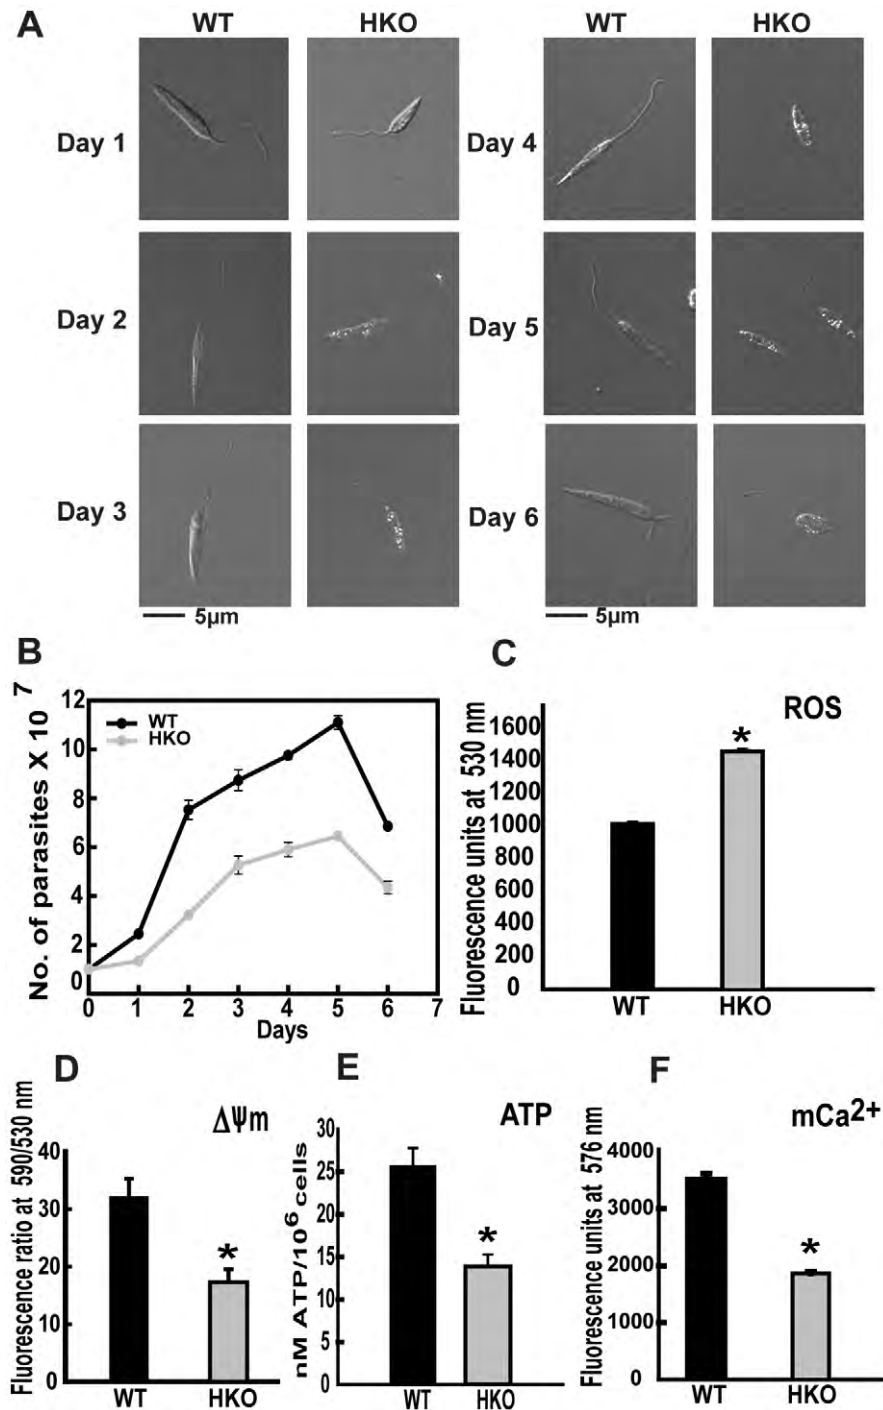 A
WT HKO WT HKO
Day 1 Day 4
Day 2 Day 5
Day 3 Day 6
5µm 5µm
B
No. of parasites X 10 7
12
10
8
6
4
2
0
WT
HKO
0 1 2 3 4 5 6 7
Days
C
Fluorescence units at 530 nm
ROS
1600
1400
1200
1000
800
600
400
200
0
*
WT HKO
D
Fluorescence ratio at 590/530 nm
ΔΨm
40
30
20
10
0
*
WT HKO
E
nM ATP/10⁶ cells
ATP
30
25
20
15
10
5
0
*
WT HKO
F
Fluorescence units at 576 nm
mCa2+
4000
3000
2000
1000
0
*
WT HKO